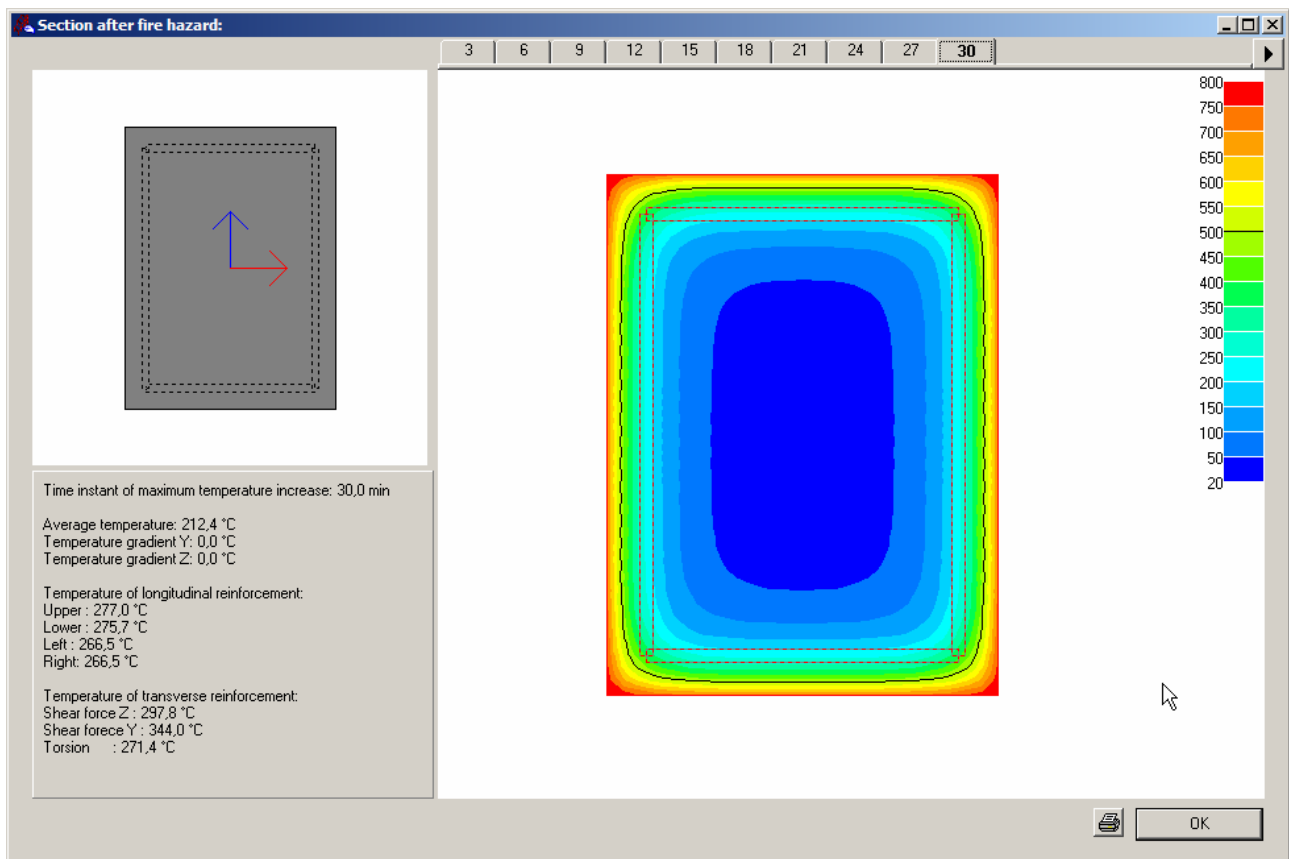 Section after fire hazard:
3 6 9 12 15 18 21 24 27 30
800
750
700
650
600
550
500
450
400
350
300
250
200
150
100
50
20
Time instant of maximum temperature increase: 30,0 min
Average temperature: 212,4 °C
Temperature gradient Y: 0,0 °C
Temperature gradient Z: 0,0 °C
Temperature of longitudinal reinforcement:
Upper : 277,0 °C
Lower : 275,7 °C
Left : 266,5 °C
Right: 266,5 °C
Temperature of transverse reinforcement:
Shear force Z : 297,8 °C
Shear forece Y : 344,0 °C
Torsion : 271,4 °C
OK